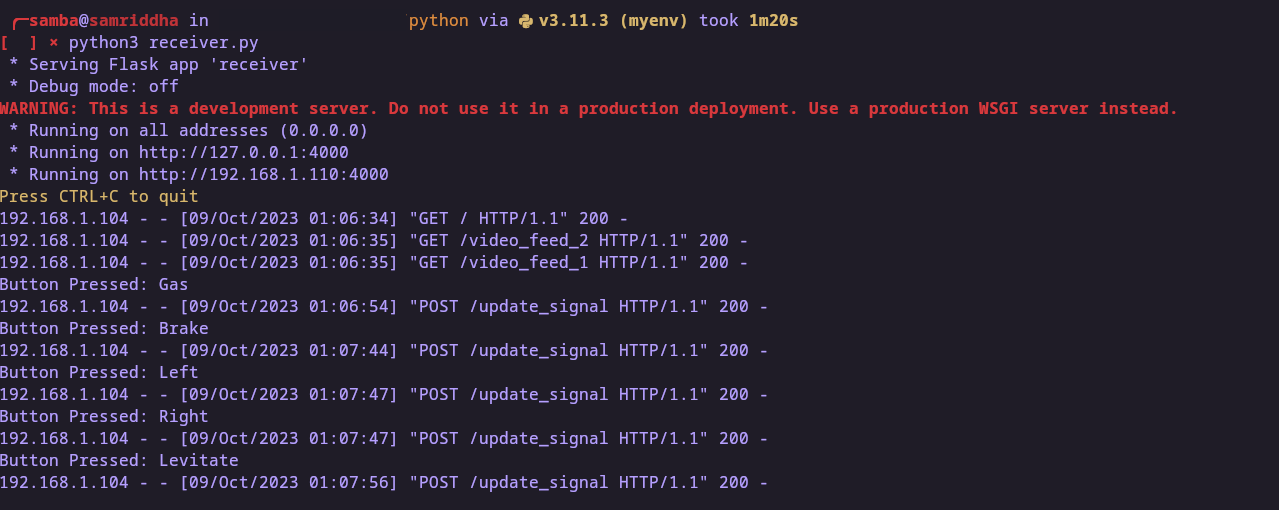 samba@samriddha in python via v3.11.3 (myenv) took 1m20s
[ ] × python3 receiver.py
* Serving Flask app 'receiver'
* Debug mode: off
WARNING: This is a development server. Do not use it in a production deployment. Use a production WSGI server instead.
* Running on all addresses (0.0.0.0)
* Running on http://127.0.0.1:4000
* Running on http://192.168.1.110:4000
Press CTRL+C to quit
192.168.1.104 - - [09/Oct/2023 01:06:34] "GET / HTTP/1.1" 200 -
192.168.1.104 - - [09/Oct/2023 01:06:35] "GET /video_feed_2 HTTP/1.1" 200 -
192.168.1.104 - - [09/Oct/2023 01:06:35] "GET /video_feed_1 HTTP/1.1" 200 -
Button Pressed: Gas
192.168.1.104 - - [09/Oct/2023 01:06:54] "POST /update_signal HTTP/1.1" 200 -
Button Pressed: Brake
192.168.1.104 - - [09/Oct/2023 01:07:44] "POST /update_signal HTTP/1.1" 200 -
Button Pressed: Left
192.168.1.104 - - [09/Oct/2023 01:07:47] "POST /update_signal HTTP/1.1" 200 -
Button Pressed: Right
192.168.1.104 - - [09/Oct/2023 01:07:47] "POST /update_signal HTTP/1.1" 200 -
Button Pressed: Levitate
192.168.1.104 - - [09/Oct/2023 01:07:56] "POST /update_signal HTTP/1.1" 200 -